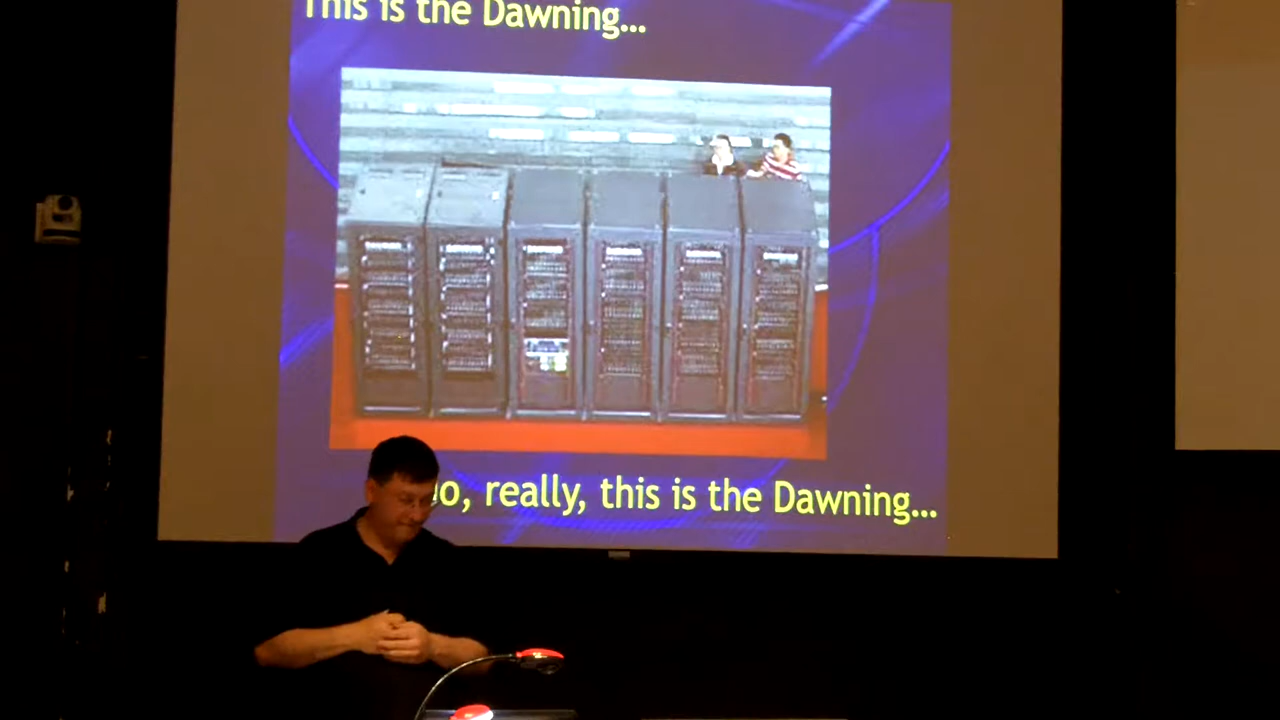 This is the Dawning...
o, really, this is the Dawning...